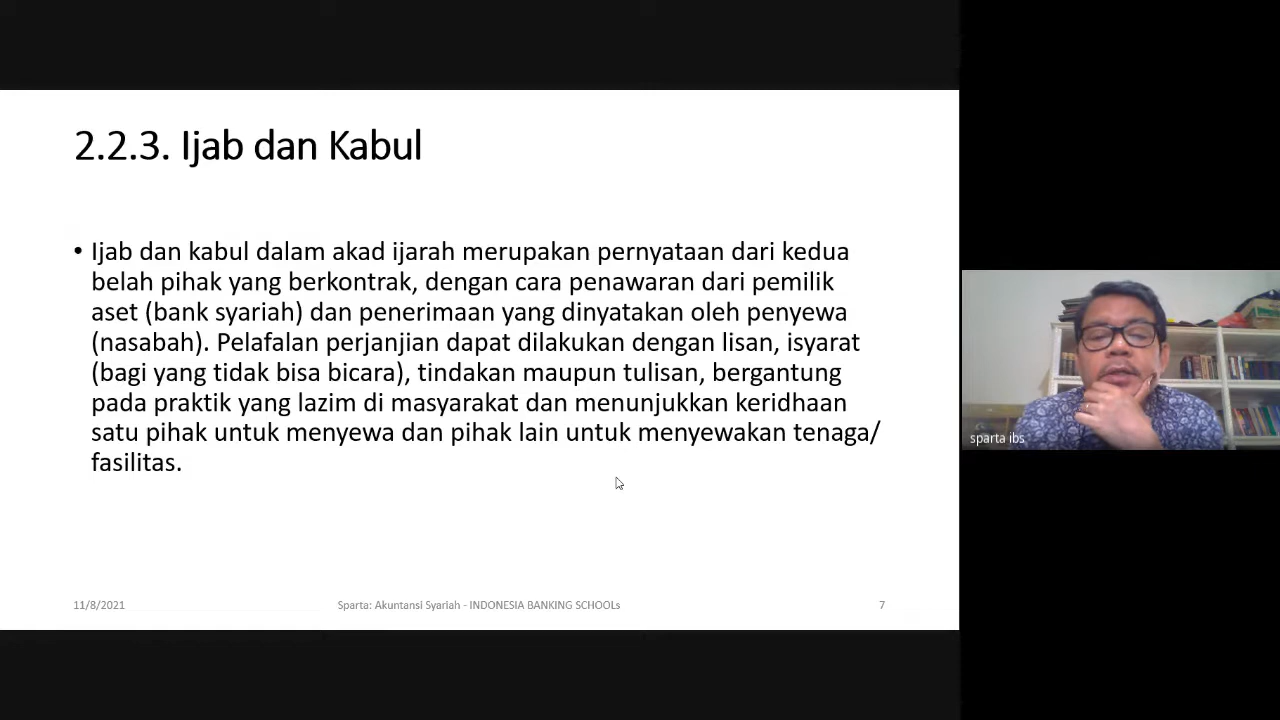 2.2.3. Ijab dan Kabul
• Ijab dan kabul dalam akad ijarah merupakan pernyataan dari kedua
belah pihak yang berkontrak, dengan cara penawaran dari pemilik
aset (bank syariah) dan penerimaan yang dinyatakan oleh penyewa
(nasabah). Pelafalan perjanjian dapat dilakukan dengan lisan, isyarat
(bagi yang tidak bisa bicara), tindakan maupun tulisan, bergantung
pada praktik yang lazim di masyarakat dan menunjukkan keridhaan
satu pihak untuk menyewa dan pihak lain untuk menyewakan tenaga/
fasilitas.
11/8/2021
Sparta: Akuntansi Syariah - INDONESIA BANKING SCHOOLs
7
sparta ibs